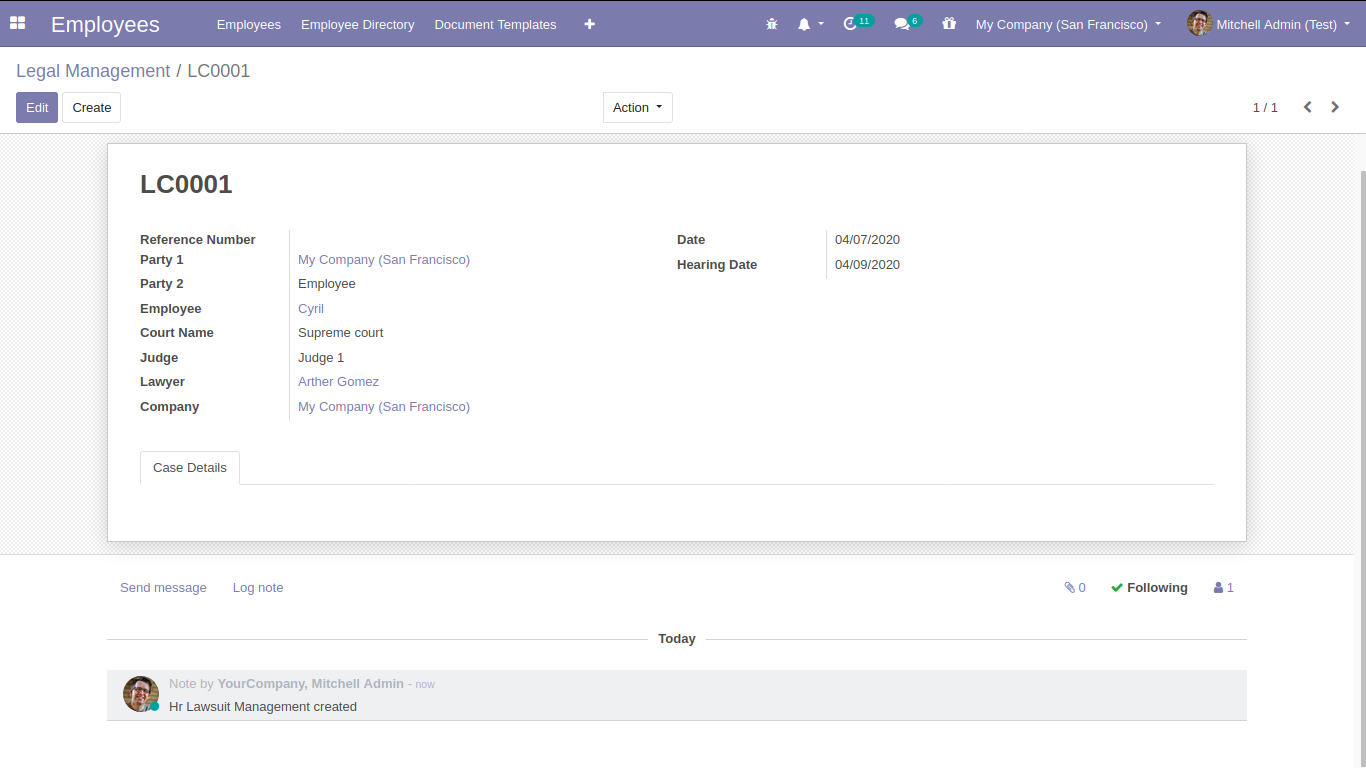 Employees Employees Employee Directory Document Templates 11 6 My Company (San Francisco) Mitchell Admin (Test)
Legal Management / LC0001
Edit Create Action 1 / 1
LC0001
Reference Number Date 04/07/2020
Party 1 My Company (San Francisco) Hearing Date 04/09/2020
Party 2 Employee
Employee Cyril
Court Name Supreme court
Judge Judge 1
Lawyer Arther Gomez
Company My Company (San Francisco)
Case Details
Send message Log note 0 Following 1
Today
Note by YourCompany, Mitchell Admin - now
Hr Lawsuit Management created